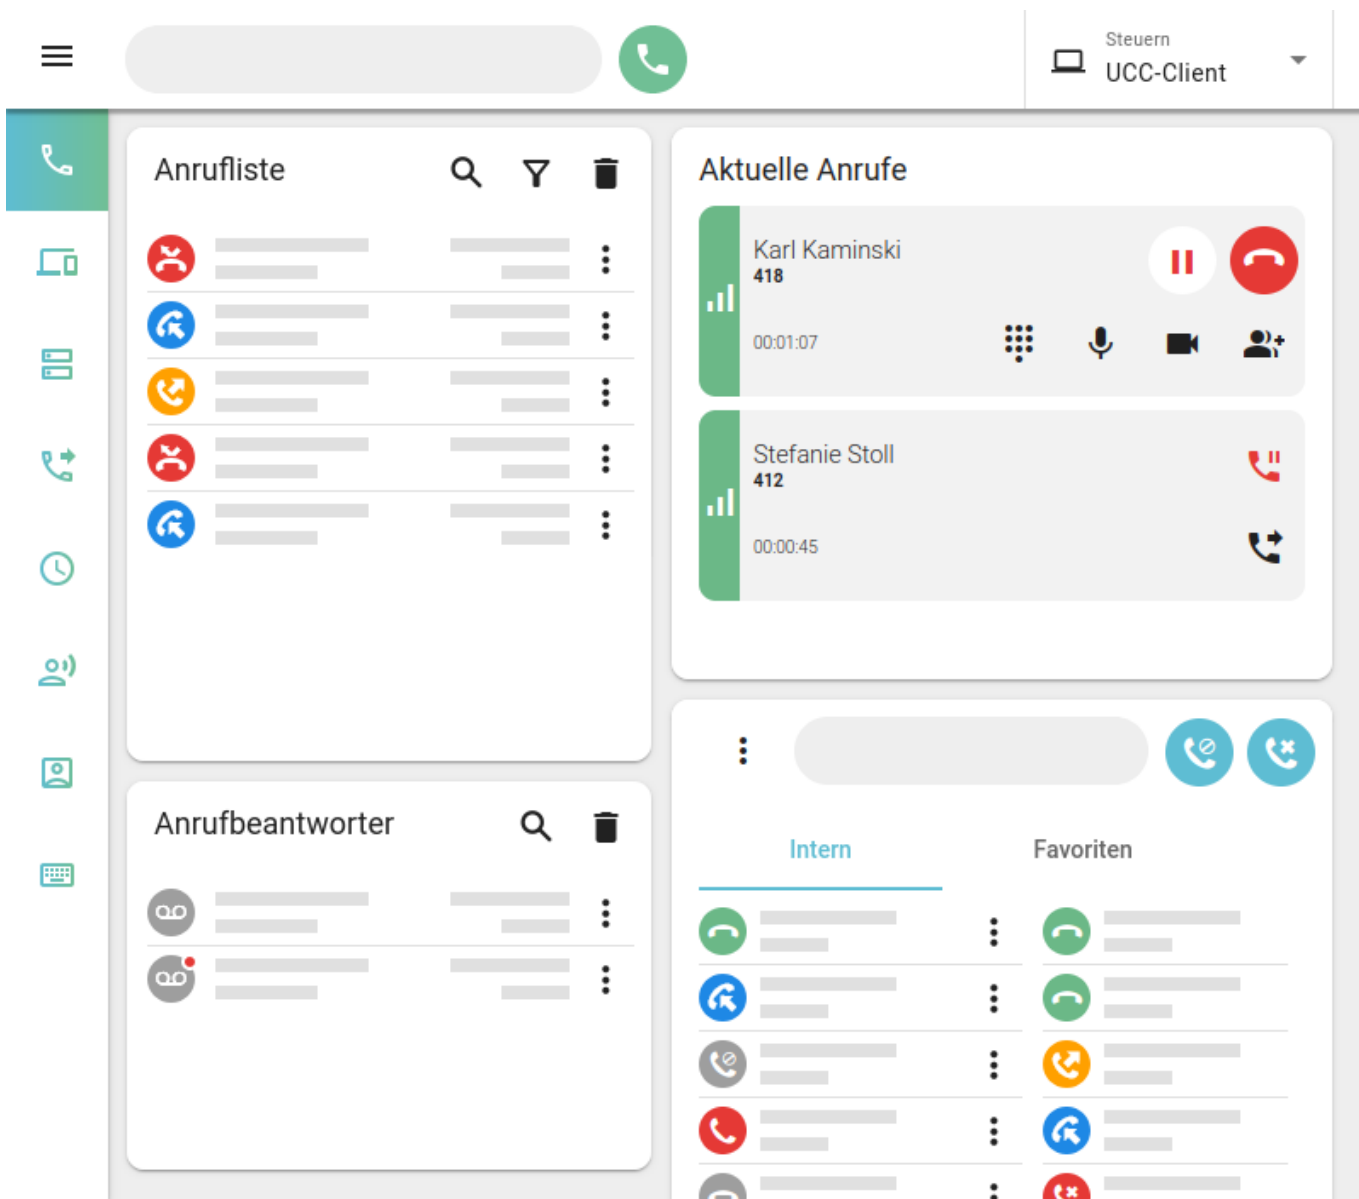 Steuern
UCC-Client
Anrufliste
Aktuelle Anrufe
Karl Kaminski
418
00:01:07
Stefanie Stoll
412
00:00:45
Anrufbeantworter
Intern
Favoriten